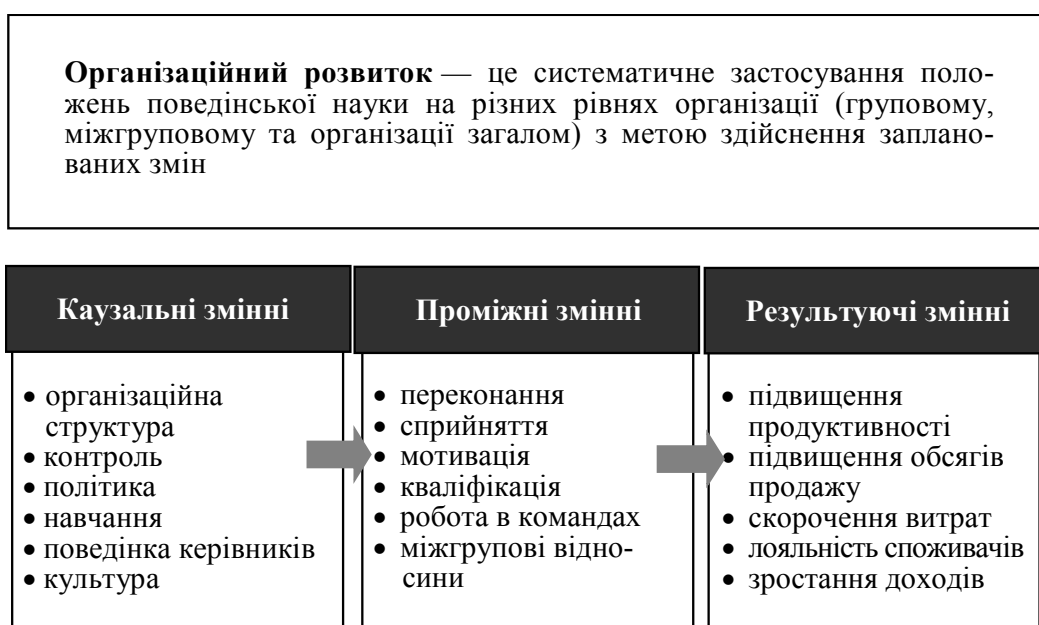 Організаційний розвиток — це систематичне застосування поло-
жень поведінської науки на різних рівнях організації (груповому,
міжгруповому та організації загалом) з метою здійснення заплано-
ваних змін
Каузальні змінні
• організаційна
структура
• контроль
• політика
• навчання
• поведінка керівників
• культура
Проміжні змінні
• переконання
• сприйняття
• мотивація
• кваліфікація
• робота в командах
• міжгрупові відно-
сини
Результуючі змінні
• підвищення
продуктивності
• підвищення обсягів
продажу
• скорочення витрат
• лояльність споживачів
• зростання доходів